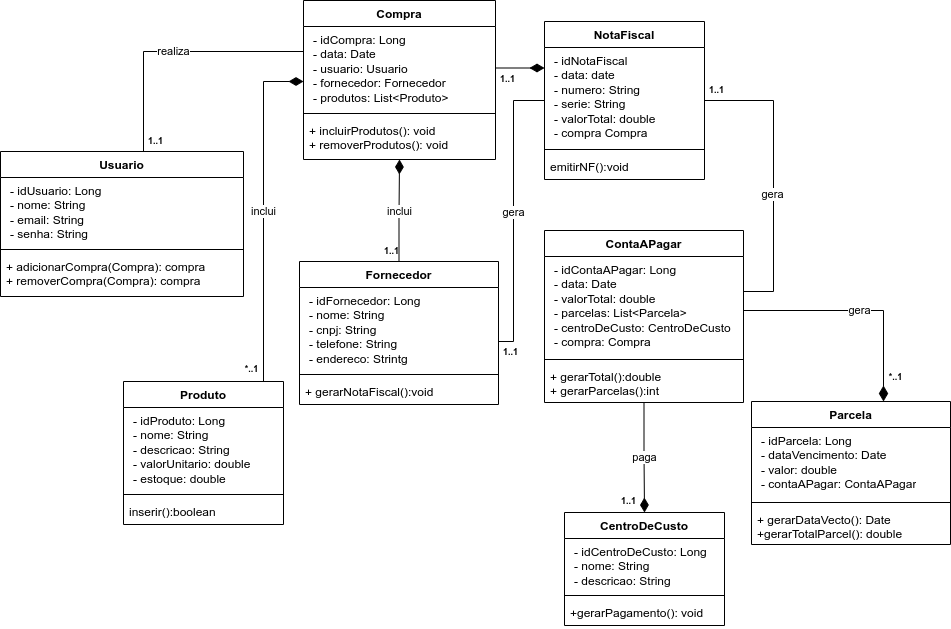 Compra
- idCompra: Long
- data: Date
- usuario: Usuario
- fornecedor: Fornecedor
- produtos: List<Produto>
+ incluirProdutos(): void
+ removerProdutos(): void
NotaFiscal
- idNotaFiscal
- data: date
- numero: String
- serie: String
- valorTotal: double
- compra Compra
emitirNF():void
realiza
1..1
1..1
1..1
Usuario
- idUsuario: Long
- nome: String
- email: String
- senha: String
+ adicionarCompra(Compra): compra
+ removerCompra(Compra): compra
inclui
inclui
gera
gera
1..1
Fornecedor
- idFornecedor: Long
- nome: String
- cnpj: String
- telefone: String
- endereco: Strintg
+ gerarNotaFiscal():void
1..1
ContaAPagar
- idContaAPagar: Long
- data: Date
- valorTotal: double
- parcelas: List<Parcela>
- centroDeCusto: CentroDeCusto
- compra: Compra
+ gerarTotal():double
+ gerarParcelas():int
gera
*..1
*..1
Produto
- idProduto: Long
- nome: String
- descricao: String
- valorUnitario: double
- estoque: double
inserir():boolean
Parcela
- idParcela: Long
- dataVencimento: Date
- valor: double
- contaAPagar: ContaAPagar
+ gerarDataVecto(): Date
+gerarTotalParcel(): double
paga
1..1
CentroDeCusto
- idCentroDeCusto: Long
- nome: String
- descricao: String
+gerarPagamento(): void